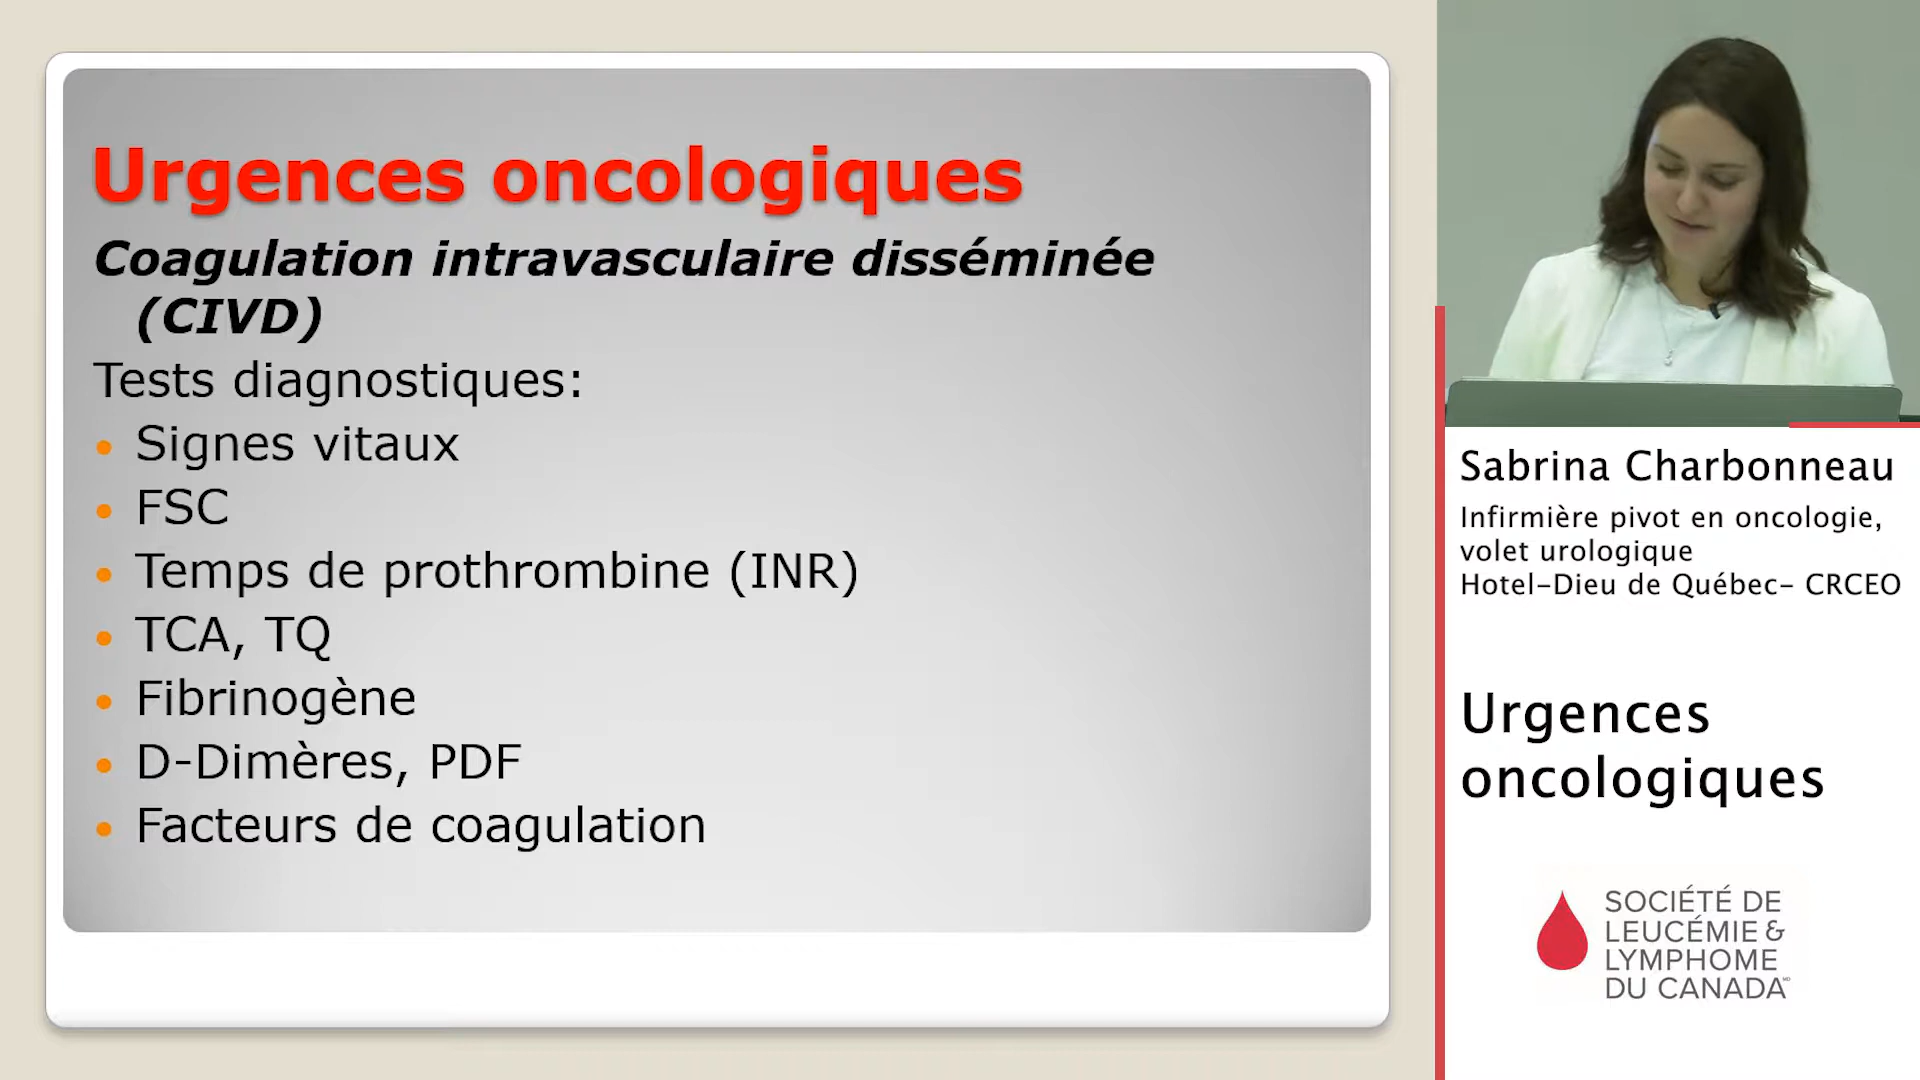 Urgences oncologiques
Coagulation intravasculaire disséminée
(CIVD)
Tests diagnostiques:
• Signes vitaux
• FSC
• Temps de prothrombine (INR)
• TCA, TQ
• Fibrinogène
• D-Dimères, PDF
• Facteurs de coagulation
Sabrina Charbonneau
Infirmière pivot en oncologie,
volet urologique
Hotel-Dieu de Québec- CRCEO
Urgences
oncologiques
SOCIÉTÉ DE
LEUCÉMIE &
LYMPHOME
DU CANADA